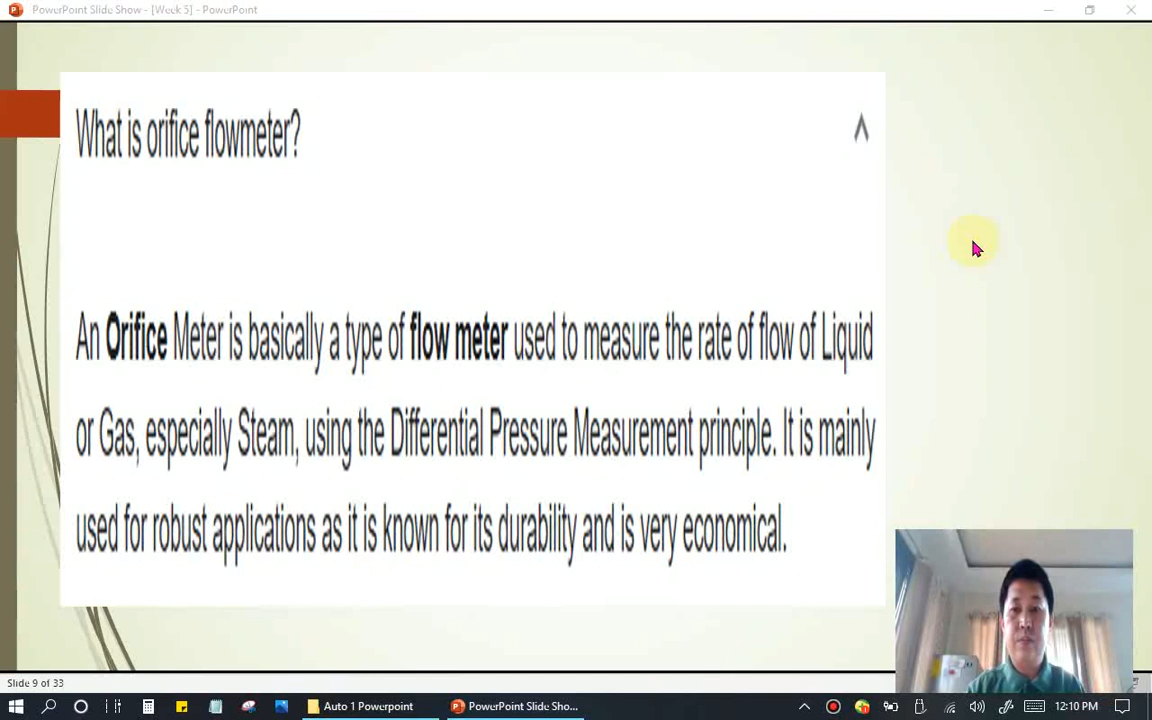 PowerPoint Slide Show - [Week 5] - PowerPoint
What is orifice flowmeter?
An Orifice Meter is basically a type of flow meter used to measure the rate of flow of Liquid
or Gas, especially Steam, using the Differential Pressure Measurement principle. It is mainly
used for robust applications as it is known for its durability and is very economical.
Slide 9 of 33
Auto 1 Powerpoint
PowerPoint Slide Sho...
12:10 PM